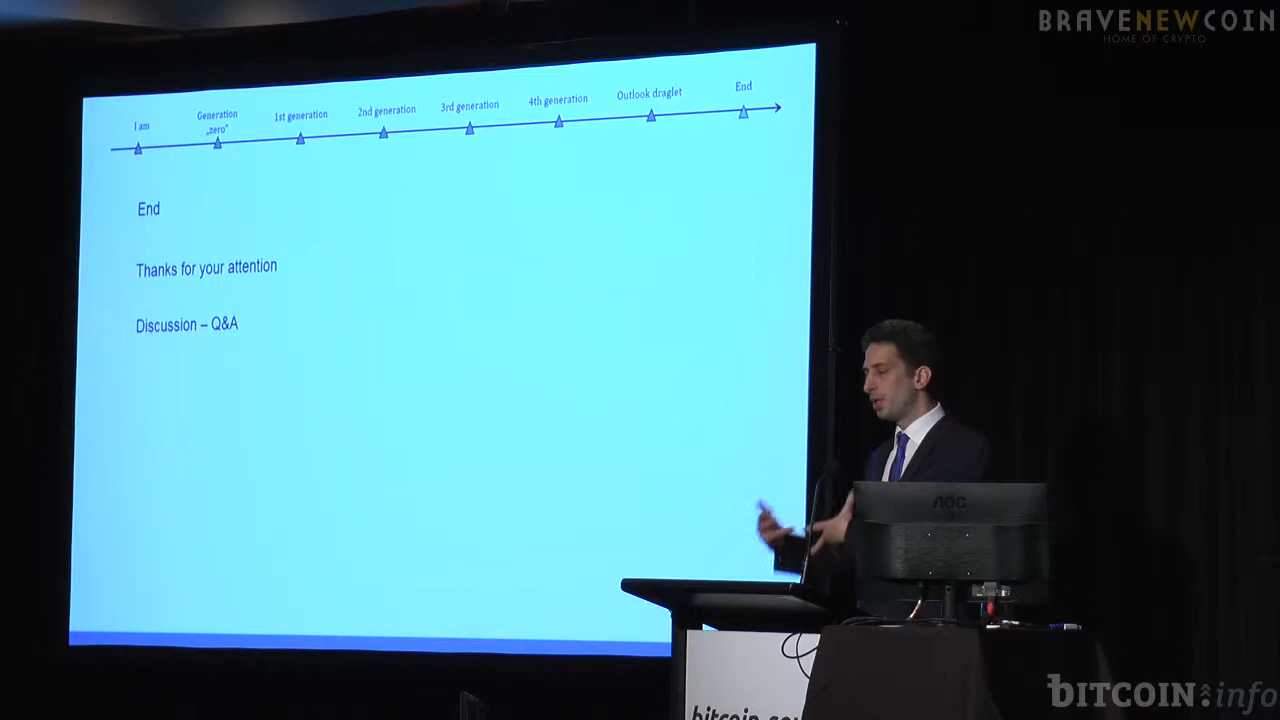 BRAVENEWCOIN
HOME OF CRYPTO
I am
Generation
„zero"
1st generation
2nd generation
3rd generation
4th generation
Outlook draglet
End
End
Thanks for your attention
Discussion – Q&A
AOC
bitcoin
BITCOIN info